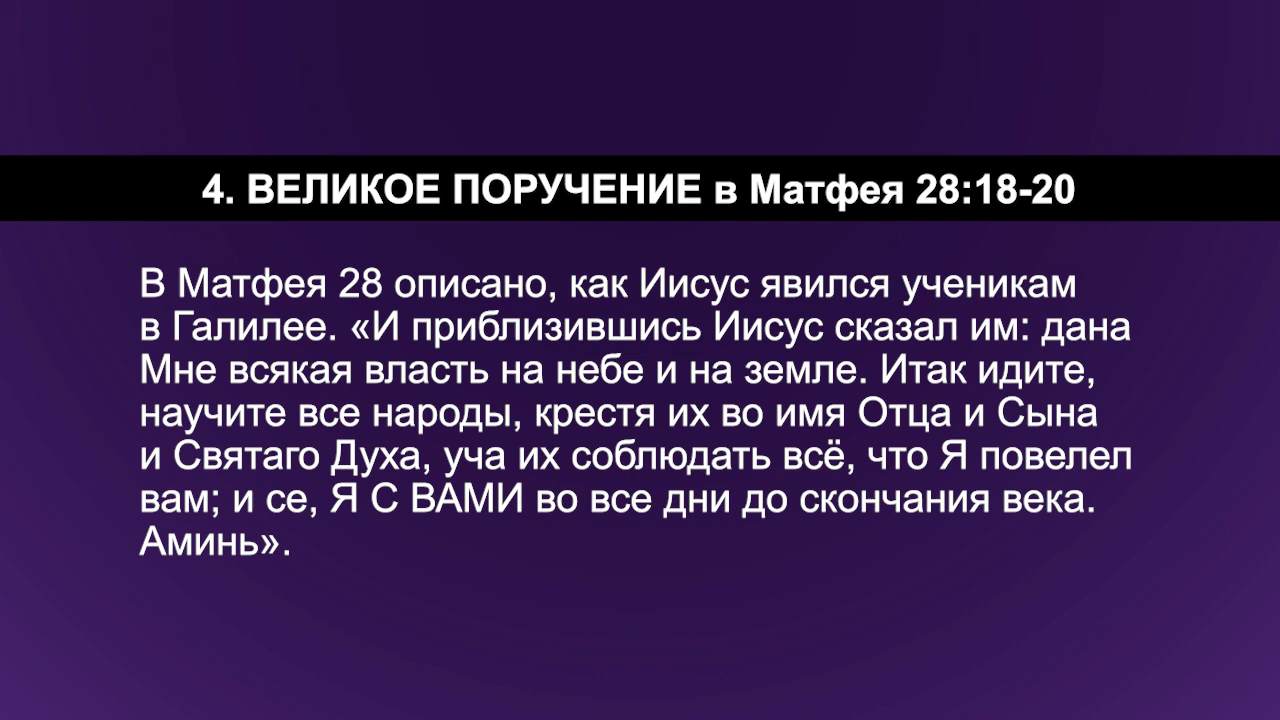 4. ВЕЛИКОЕ ПОРУЧЕНИЕ в Матфея 28:18-20
В Матфея 28 описано, как Иисус явился ученикам
в Галилее. «И приблизившись Иисус сказал им: дана
Мне всякая власть на небе и на земле. Итак идите,
научите все народы, крестя их во имя Отца и Сына
и Святаго Духа, уча их соблюдать всё, что Я повелел
вам; и се, Я С ВАМИ во все дни до скончания века.
Аминь».